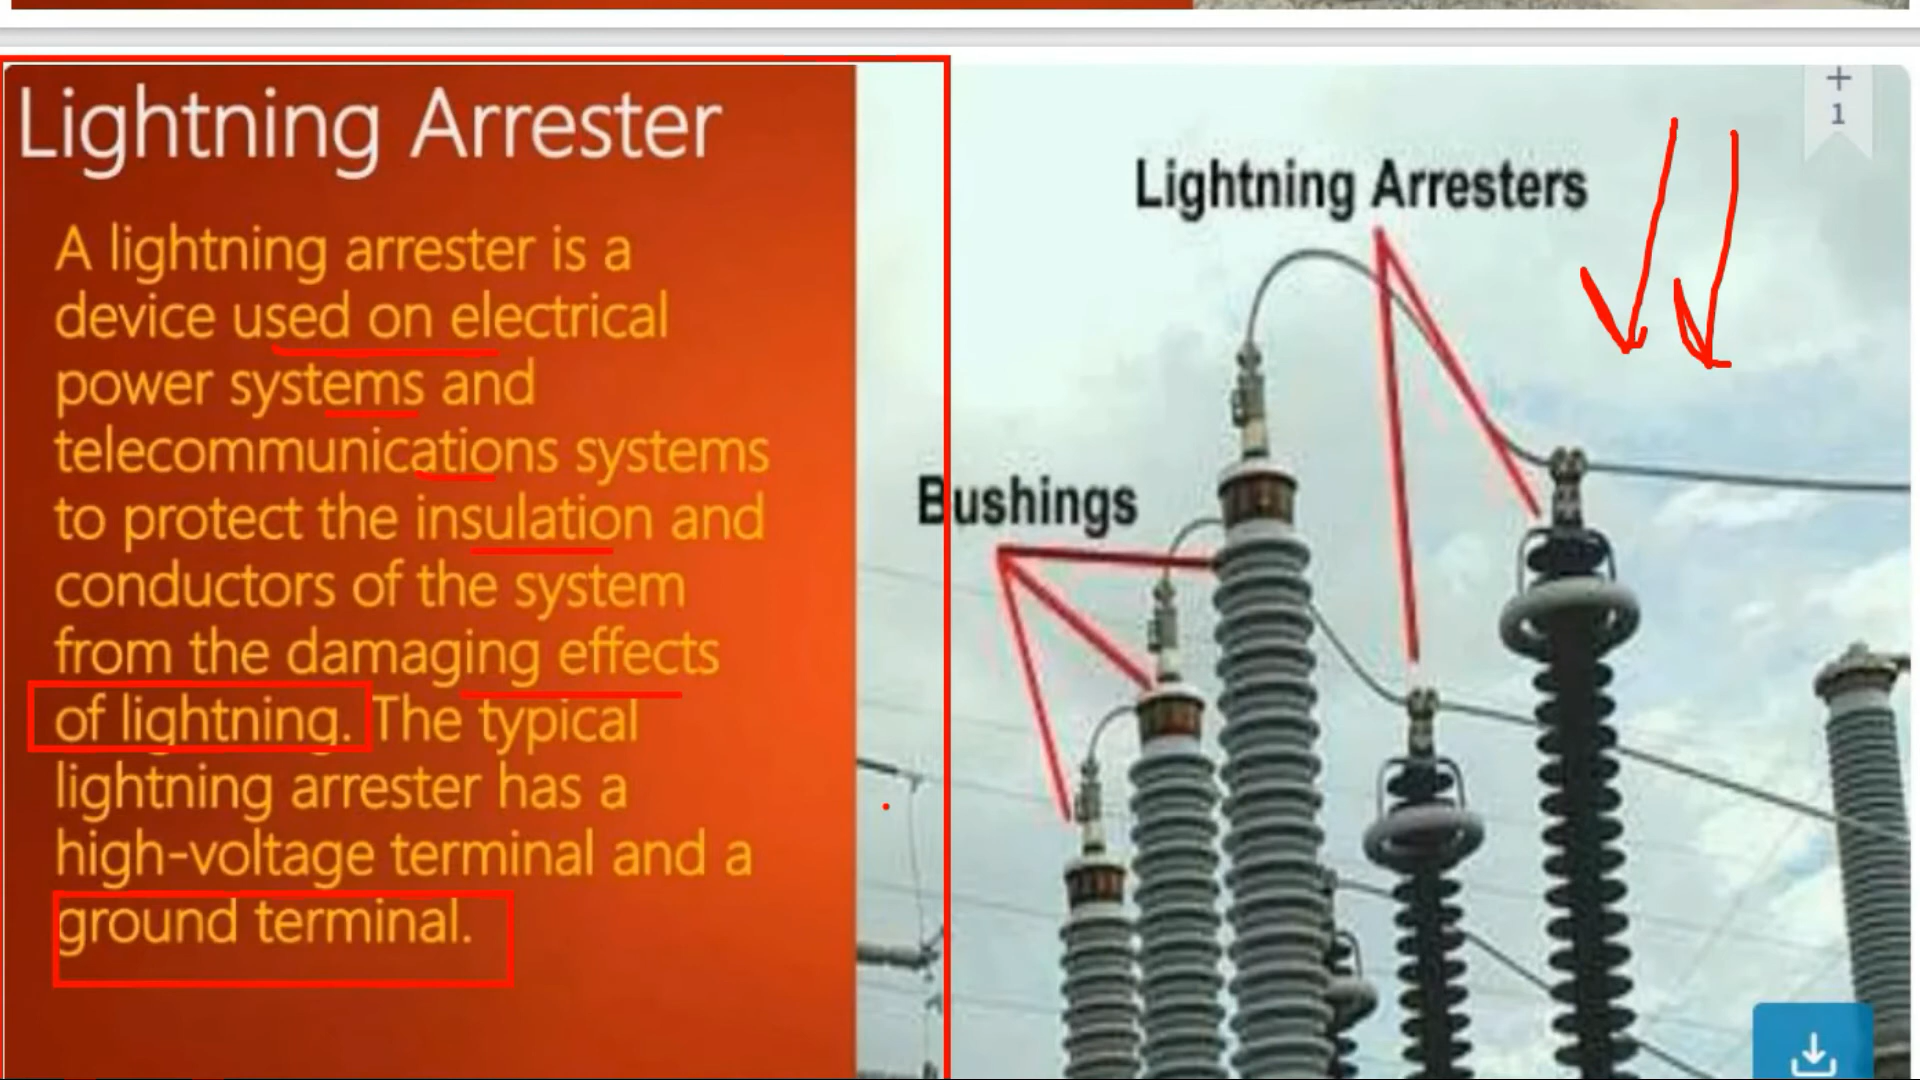 Lightning Arrester
A lightning arrester is a
device used on electrical
power systems and
telecommunications systems
to protect the insulation and
conductors of the system
from the damaging effects
of lightning. The typical
lightning arrester has a
high-voltage terminal and a
ground terminal.
Lightning Arresters
Bushings
+
1